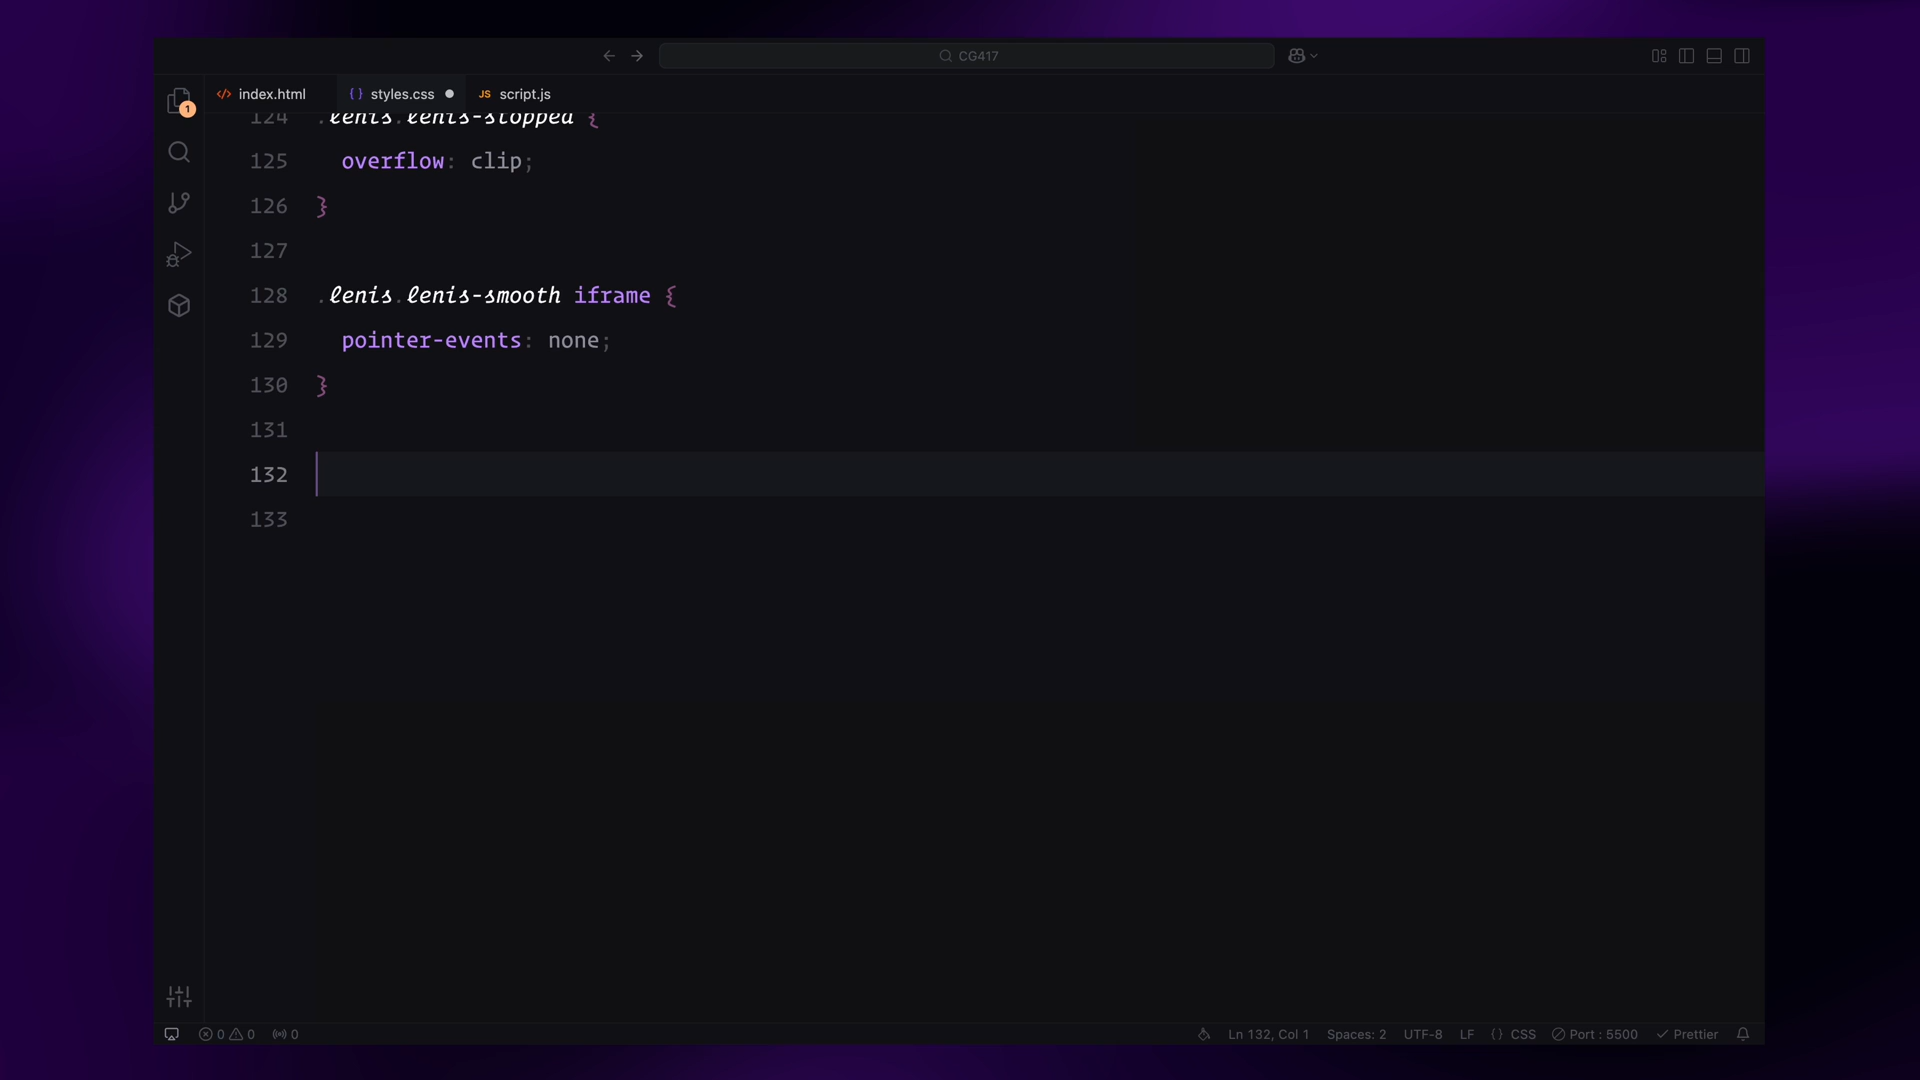 CG417
1
index.html
styles.css
JS script.js
124 .lenis.lenis-stopped {
125 overflow: clip;
126 }
127
128 .lenis.lenis-smooth iframe {
129 pointer-events: none;
130 }
131
132
133
0 0 0 Ln 132, Col 1 Spaces: 2 UTF-8 LF {} CSS Port : 5500 Prettier